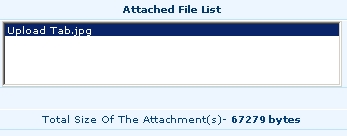 Attached File List
Upload Tab.jpg
Total Size Of The Attachment(s)- 67279 bytes